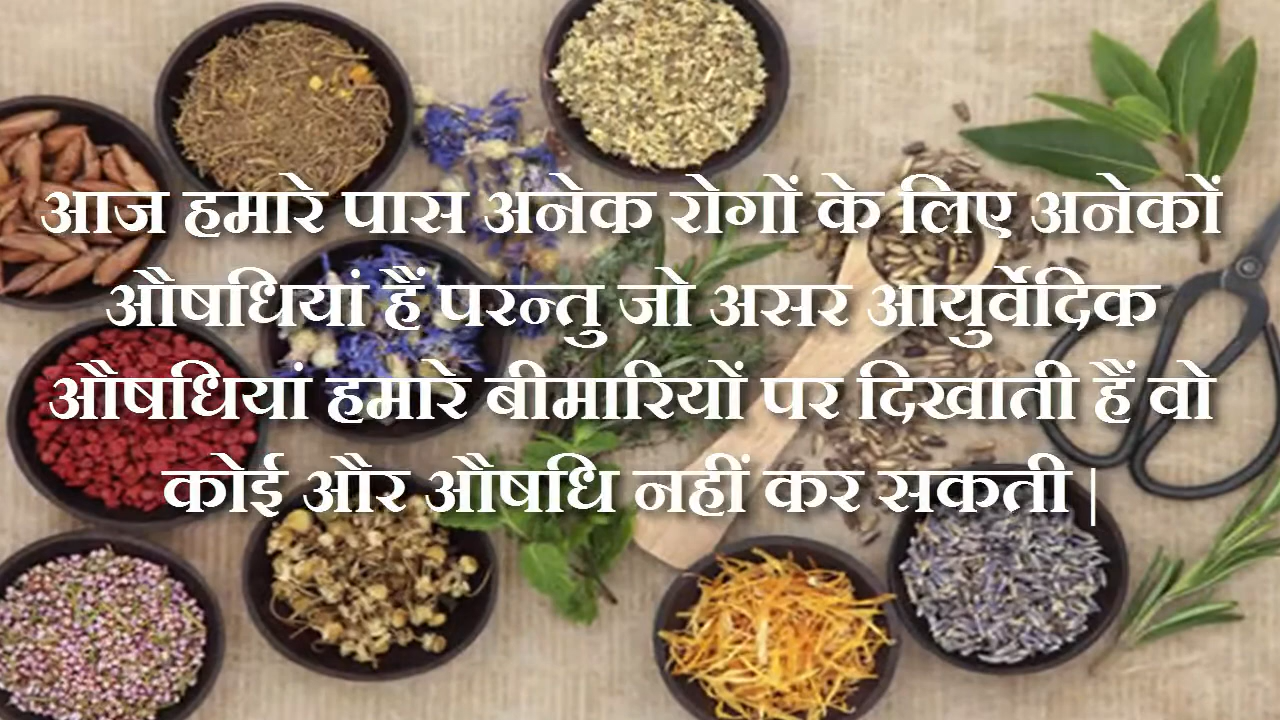 आज हमारे पास अनेक रोगों के लिए अनेकों
औषधियां हैं परन्तु जो असर आयुर्वेदिक
औषधियां हमारे बीमारियों पर दिखाती हैं वो
कोई और औषधि नहीं कर सकती |